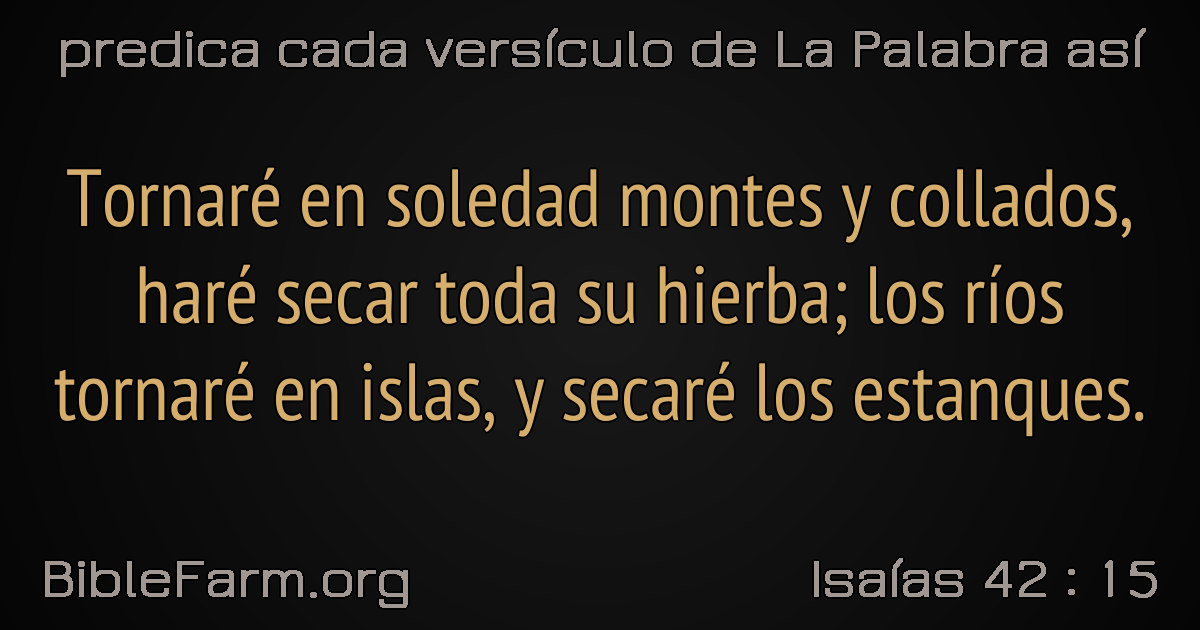 predica cada versículo de La Palabra así
Tornaré en soledad montes y collados,
haré secar toda su hierba; los ríos
tornaré en islas, y secaré los estanques.
BibleFarm.org
Isaías 42 : 15